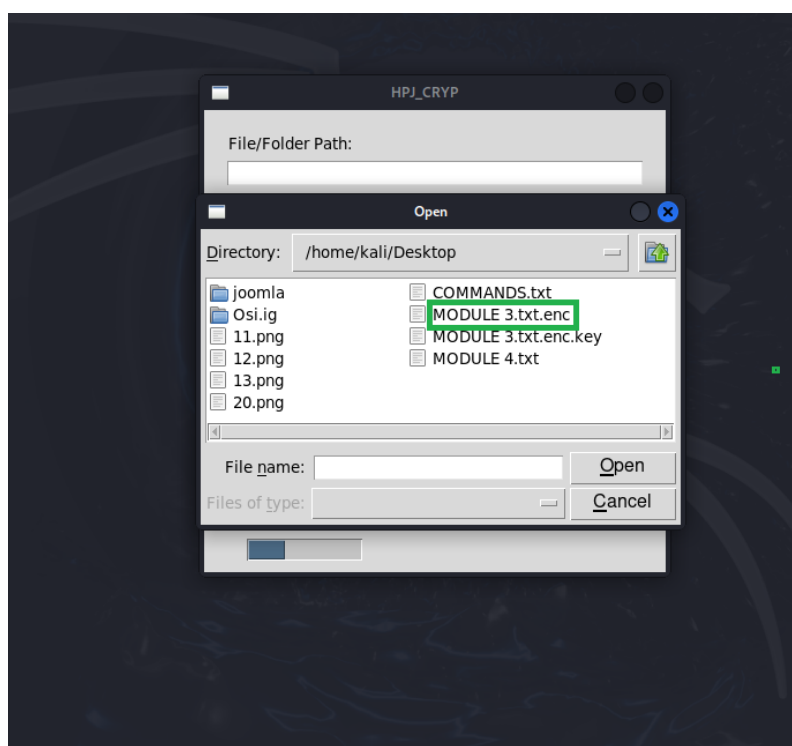 HPJ_CRYP
File/Folder Path:
Open
Directory: /home/kali/Desktop
joomla
Osi.ig
11.png
12.png
13.png
20.png
COMMANDS.txt
MODULE 3.txt.enc
MODULE 3.txt.enc.key
MODULE 4.txt
File name: Open
Files of type: Cancel